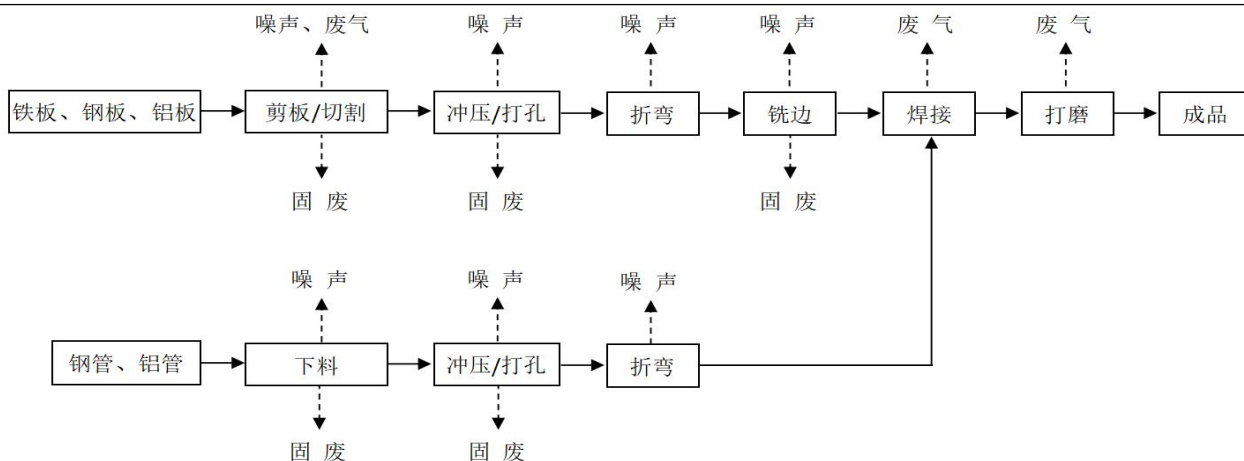 噪声、废气 噪 声 噪 声 噪 声 废 气 废 气
铁板、钢板、铝板 剪板/切割 冲压/打孔 折弯 铣边 焊接 打磨 成品
固 废 固 废 固 废
噪 声 噪 声 噪 声
钢管、铝管 下料 冲压/打孔 折弯
固 废 固 废